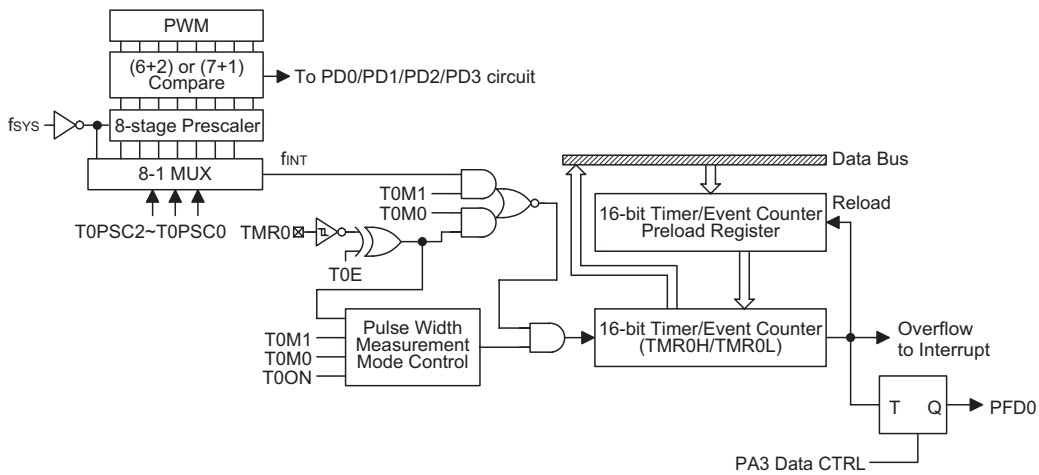 PWM
(6+2) or (7+1)
Compare
To PD0/PD1/PD2/PD3 circuit
fSYS
8-stage Prescaler
8-1 MUX
fINT
T0PSC2~T0PSC0
TMR0
T0E
T0M1
T0M0
Data Bus
16-bit Timer/Event Counter
Preload Register
Reload
T0M1
T0M0
T0ON
Pulse Width
Measurement
Mode Control
16-bit Timer/Event Counter
(TMR0H/TMR0L)
Overflow
to Interrupt
T
Q
PFD0
PA3 Data CTRL